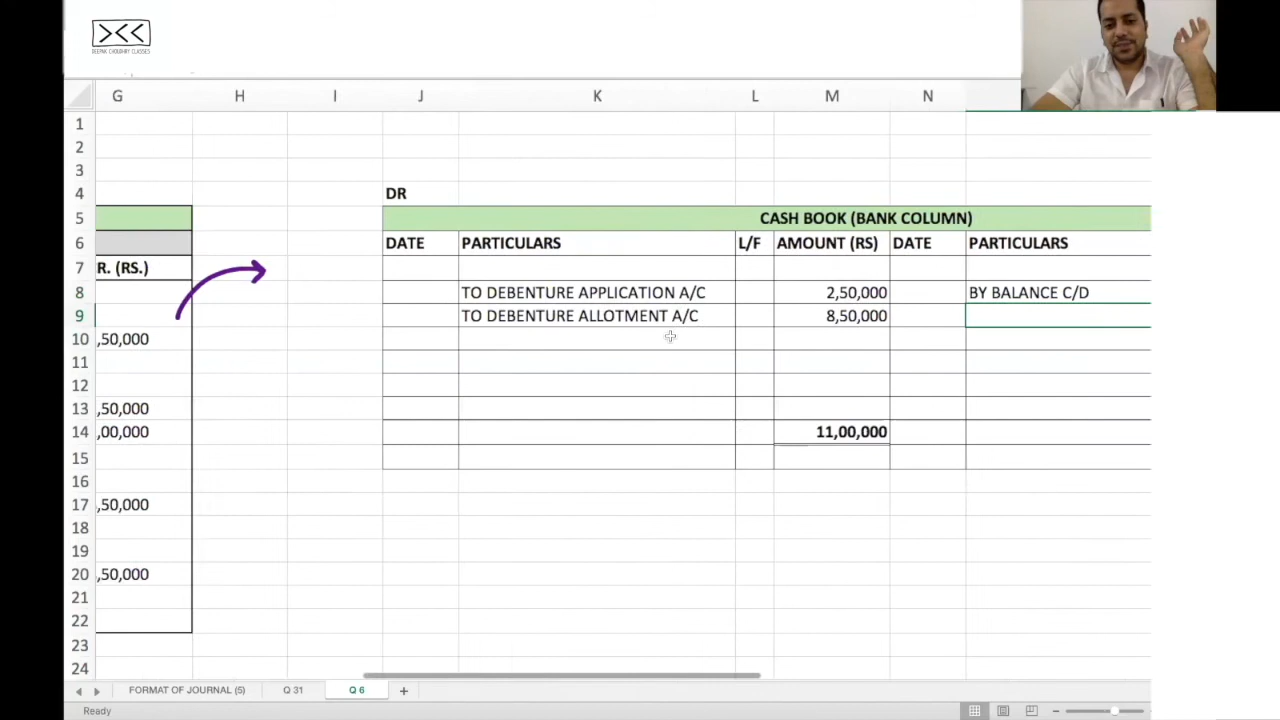 DEEPAK CHOUDHARY CLASSES
G H I J K L M N
1
2
3
4 DR
5 CASH BOOK (BANK COLUMN)
6 DATE PARTICULARS L/F AMOUNT (RS) DATE PARTICULARS
7 R. (RS.)
8 TO DEBENTURE APPLICATION A/C 2,50,000 BY BALANCE C/D
9 TO DEBENTURE ALLOTMENT A/C 8,50,000
10 ,50,000
11
12
13 ,50,000
14 ,00,000 11,00,000
15
16
17 ,50,000
18
19
20 ,50,000
21
22
23
24
FORMAT OF JOURNAL (5) Q 31 Q 6 +
Ready